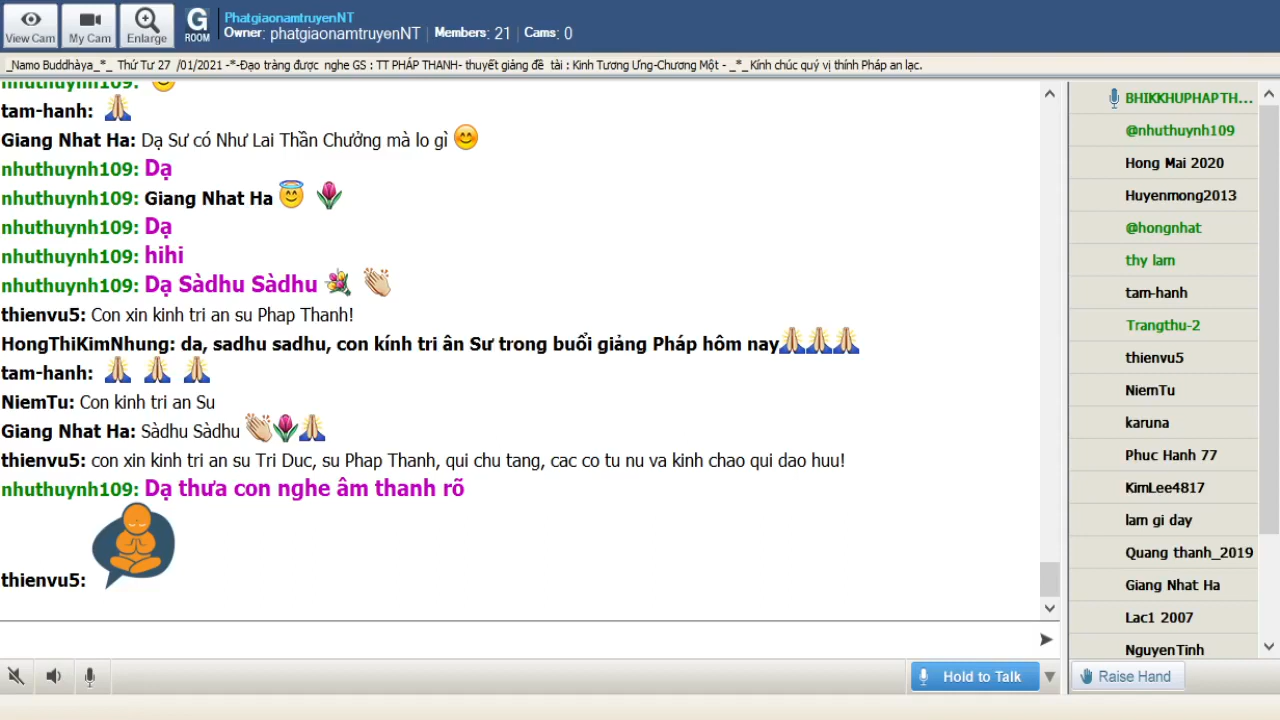 View Cam
My Cam
Enlarge
G
ROOM
PhatgiaonamtruyenNT
Owner: phatgiaonamtruyenNT | Members: 21 | Cams: 0
_Namo Buddhàya_*_ Thứ Tư 27 /01/2021 -*-Đạo tràng được nghe GS : TT PHÁP THANH- thuyết giảng đề tài : Kinh Tương Ưng-Chương Một - _*_Kính chúc quý vị thính Pháp an lạc.
nhuthuynh109:
tam-hanh:
Giang Nhat Ha: Dạ Sư có Như Lai Thần Chưởng mà lo gì
nhuthuynh109: Dạ
nhuthuynh109: Giang Nhat Ha
nhuthuynh109: Dạ
nhuthuynh109: hihi
nhuthuynh109: Dạ Sàdhu Sàdhu
thienvu5: Con xin kinh tri an su Phap Thanh!
HongThiKimNhung: da, sadhu sadhu, con kính tri ân Sư trong buổi giảng Pháp hôm nay
tam-hanh:
NiemTu: Con kinh tri an Su
Giang Nhat Ha: Sàdhu Sàdhu
thienvu5: con xin kinh tri an su Tri Duc, su Phap Thanh, qui chu tang, cac co tu nu va kinh chao qui dao huu!
nhuthuynh109: Dạ thưa con nghe âm thanh rõ
thienvu5:
Hold to Talk
BHIKKHUPHAPTH...
@nhuthuynh109
Hong Mai 2020
Huyenmong2013
@hongnhat
thy lam
tam-hanh
Trangthu-2
thienvu5
NiemTu
karuna
Phuc Hanh 77
KimLee4817
lam gi day
Quang thanh_2019
Giang Nhat Ha
Lac1 2007
NguyenTinh
Raise Hand